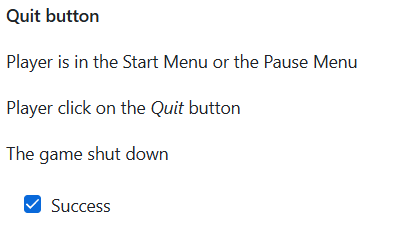 Quit button
Player is in the Start Menu or the Pause Menu
Player click on the Quit button
The game shut down
Success